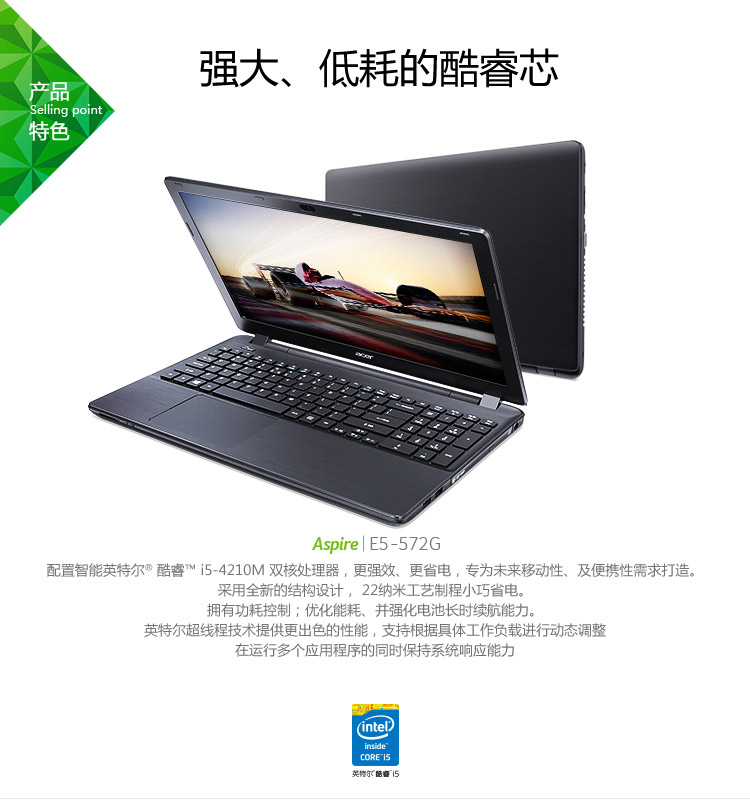 强大、低耗的酷睿芯
产品
Selling point
特色
acer
Aspire | E5-572G
配置智能英特尔® 酷睿™ i5-4210M 双核处理器，更强效、更省电，专为未来移动性、及便携性需求打造。
采用全新的结构设计， 22纳米工艺制程小巧省电。
拥有功耗控制；优化能耗、并强化电池长时续航能力。
英特尔超线程技术提供更出色的性能，支持根据具体工作负载进行动态调整
在运行多个应用程序的同时保持系统响应能力
intel
inside™
CORE™ i5
英特尔®酷睿™i5